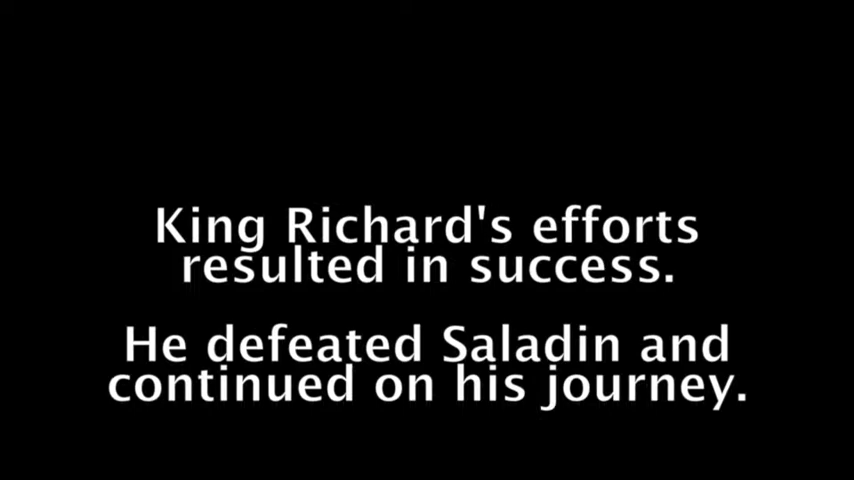 King Richard's efforts
resulted in success.
He defeated Saladin and
continued on his journey.